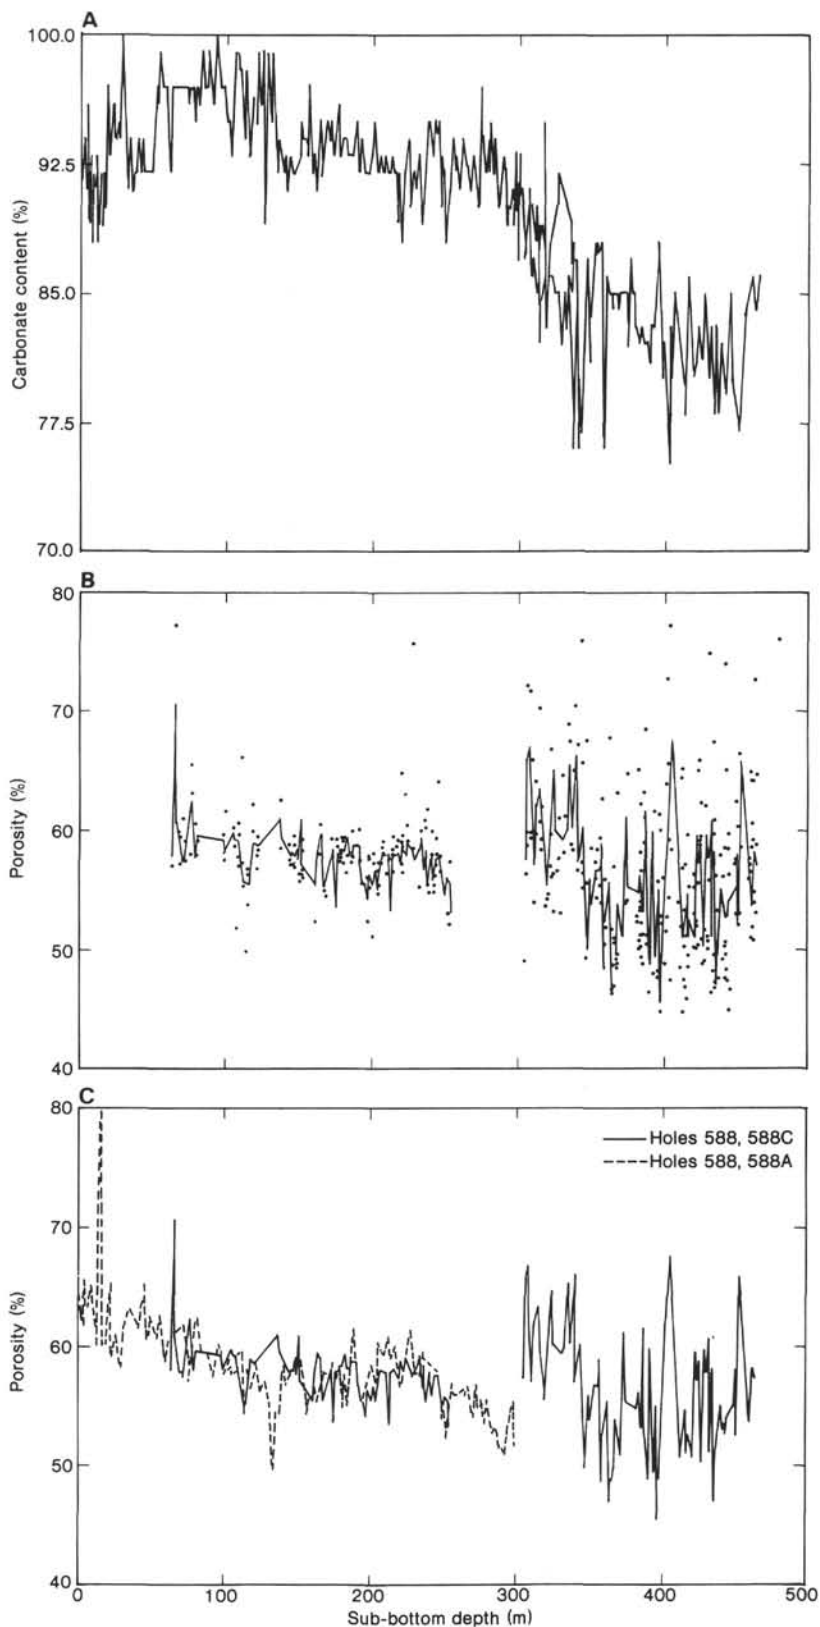 A
100.0
92.5
85.0
77.5
70.0
Carbonate content (%)
B
80
70
60
50
40
Porosity (%)
C
80
70
60
50
40
Porosity (%)
Holes 588, 588C
Holes 588, 588A
0 100 200 300 400 500
Sub-bottom depth (m)